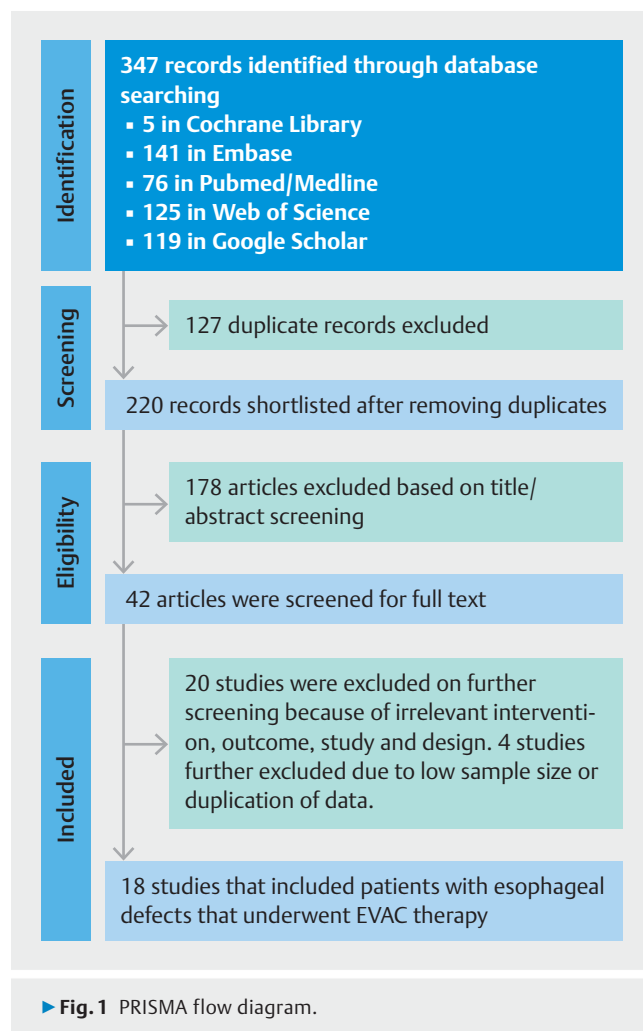 Identification
347 records identified through database
searching
▪ 5 in Cochrane Library
▪ 141 in Embase
▪ 76 in Pubmed/Medline
▪ 125 in Web of Science
▪ 119 in Google Scholar
Screening
127 duplicate records excluded
220 records shortlisted after removing duplicates
Eligibility
178 articles excluded based on title/
abstract screening
42 articles were screened for full text
Included
20 studies were excluded on further
screening because of irrelevant interventi-
on, outcome, study and design. 4 studies
further excluded due to low sample size or
duplication of data.
18 studies that included patients with esophageal
defects that underwent EVAC therapy
▶ Fig. 1 PRISMA flow diagram.